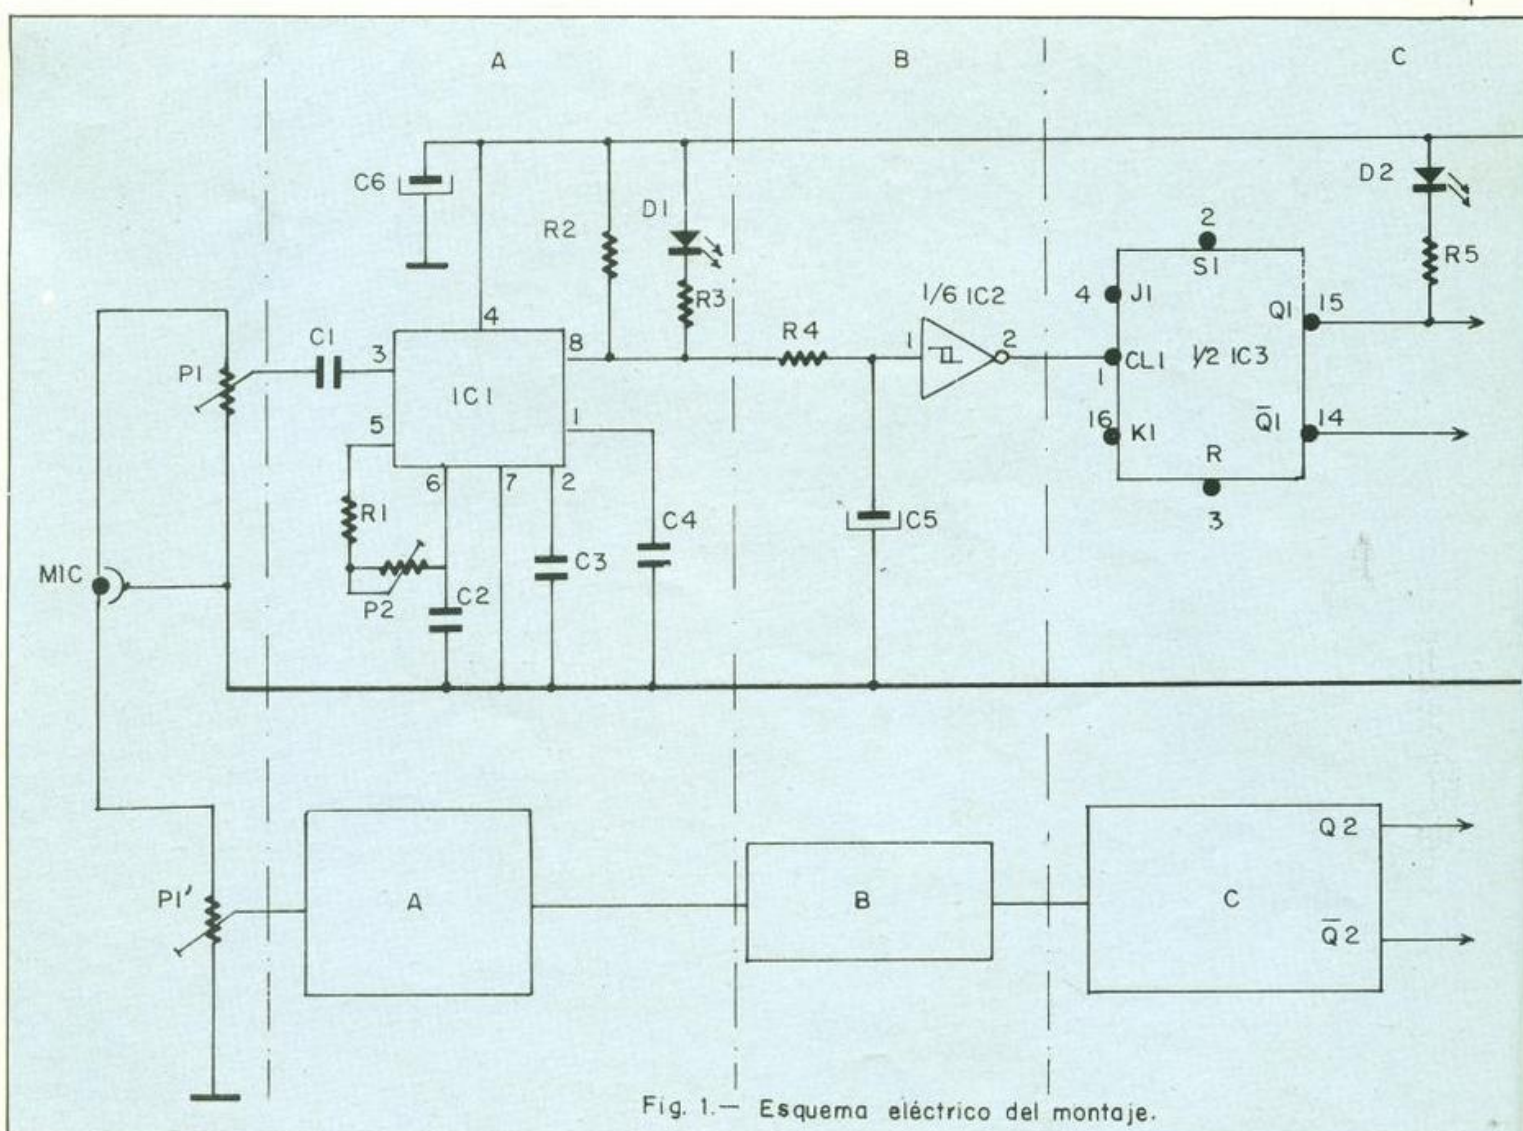 A
B
C
C6
R2
D1
R3
D2
R5
2
S1
4
J1
Q1
15
1/6 IC2
C1
3
4
8
R4
1
2
CL1
1
1/2 IC3
P1
IC1
5
1
16
K1
Q̅1
14
6
7
2
R
3
R1
C4
C5
MIC
P2
C2
C3
P1'
A
B
C
Q2
Q̅2
Fig. 1.— Esquema eléctrico del montaje.